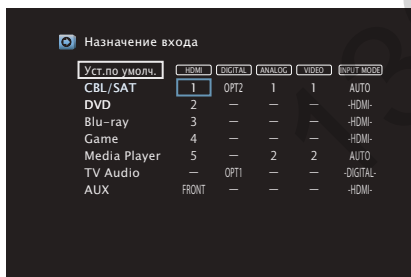 Назначение входа
Уст.по умолч. HDMI DIGITAL ANALOG VIDEO INPUT MODE
CBL/SAT 1 OPT2 1 1 AUTO
DVD 2 – – – -HDMI-
Blu-ray 3 – – – -HDMI-
Game 4 – – – -HDMI-
Media Player 5 – 2 2 AUTO
TV Audio – OPT1 – – -DIGITAL-
AUX FRONT – – – -HDMI-